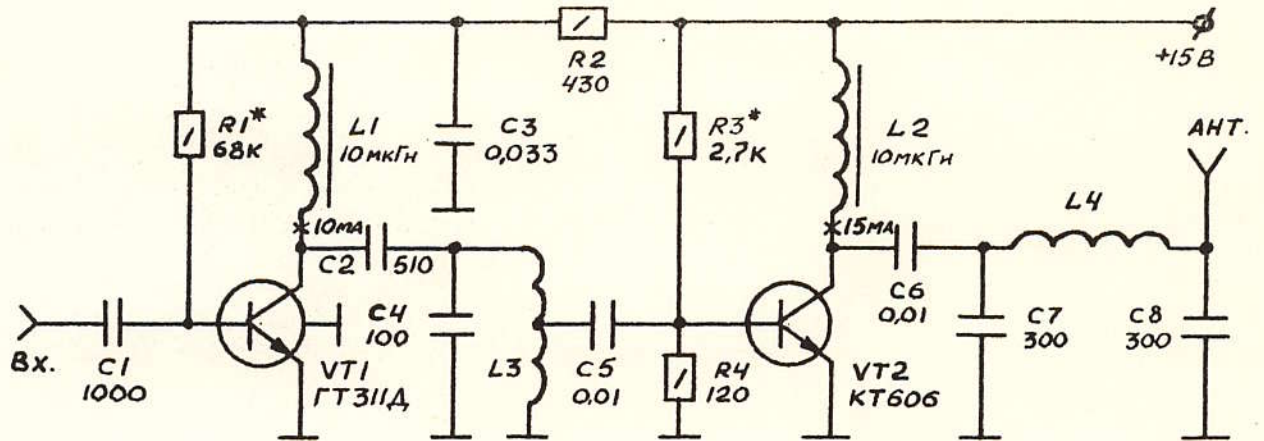 R2
430
+15В
R1*
68К
L1
10мкГн
C3
0,033
R3*
2,7К
L2
10мкГн
АНТ.
10мА
15мА
L4
C2
510
C6
0,01
C4
100
C7
300
C8
300
ВХ.
C1
1000
VT1
ГТ311Д
L3
C5
0,01
R4
120
VT2
КТ606